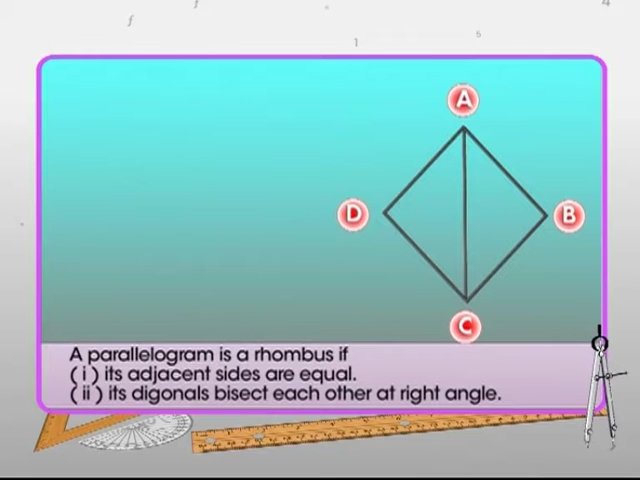 A
D
B
C
A parallelogram is a rhombus if
( i ) its adjacent sides are equal.
( ii ) its digonals bisect each other at right angle.